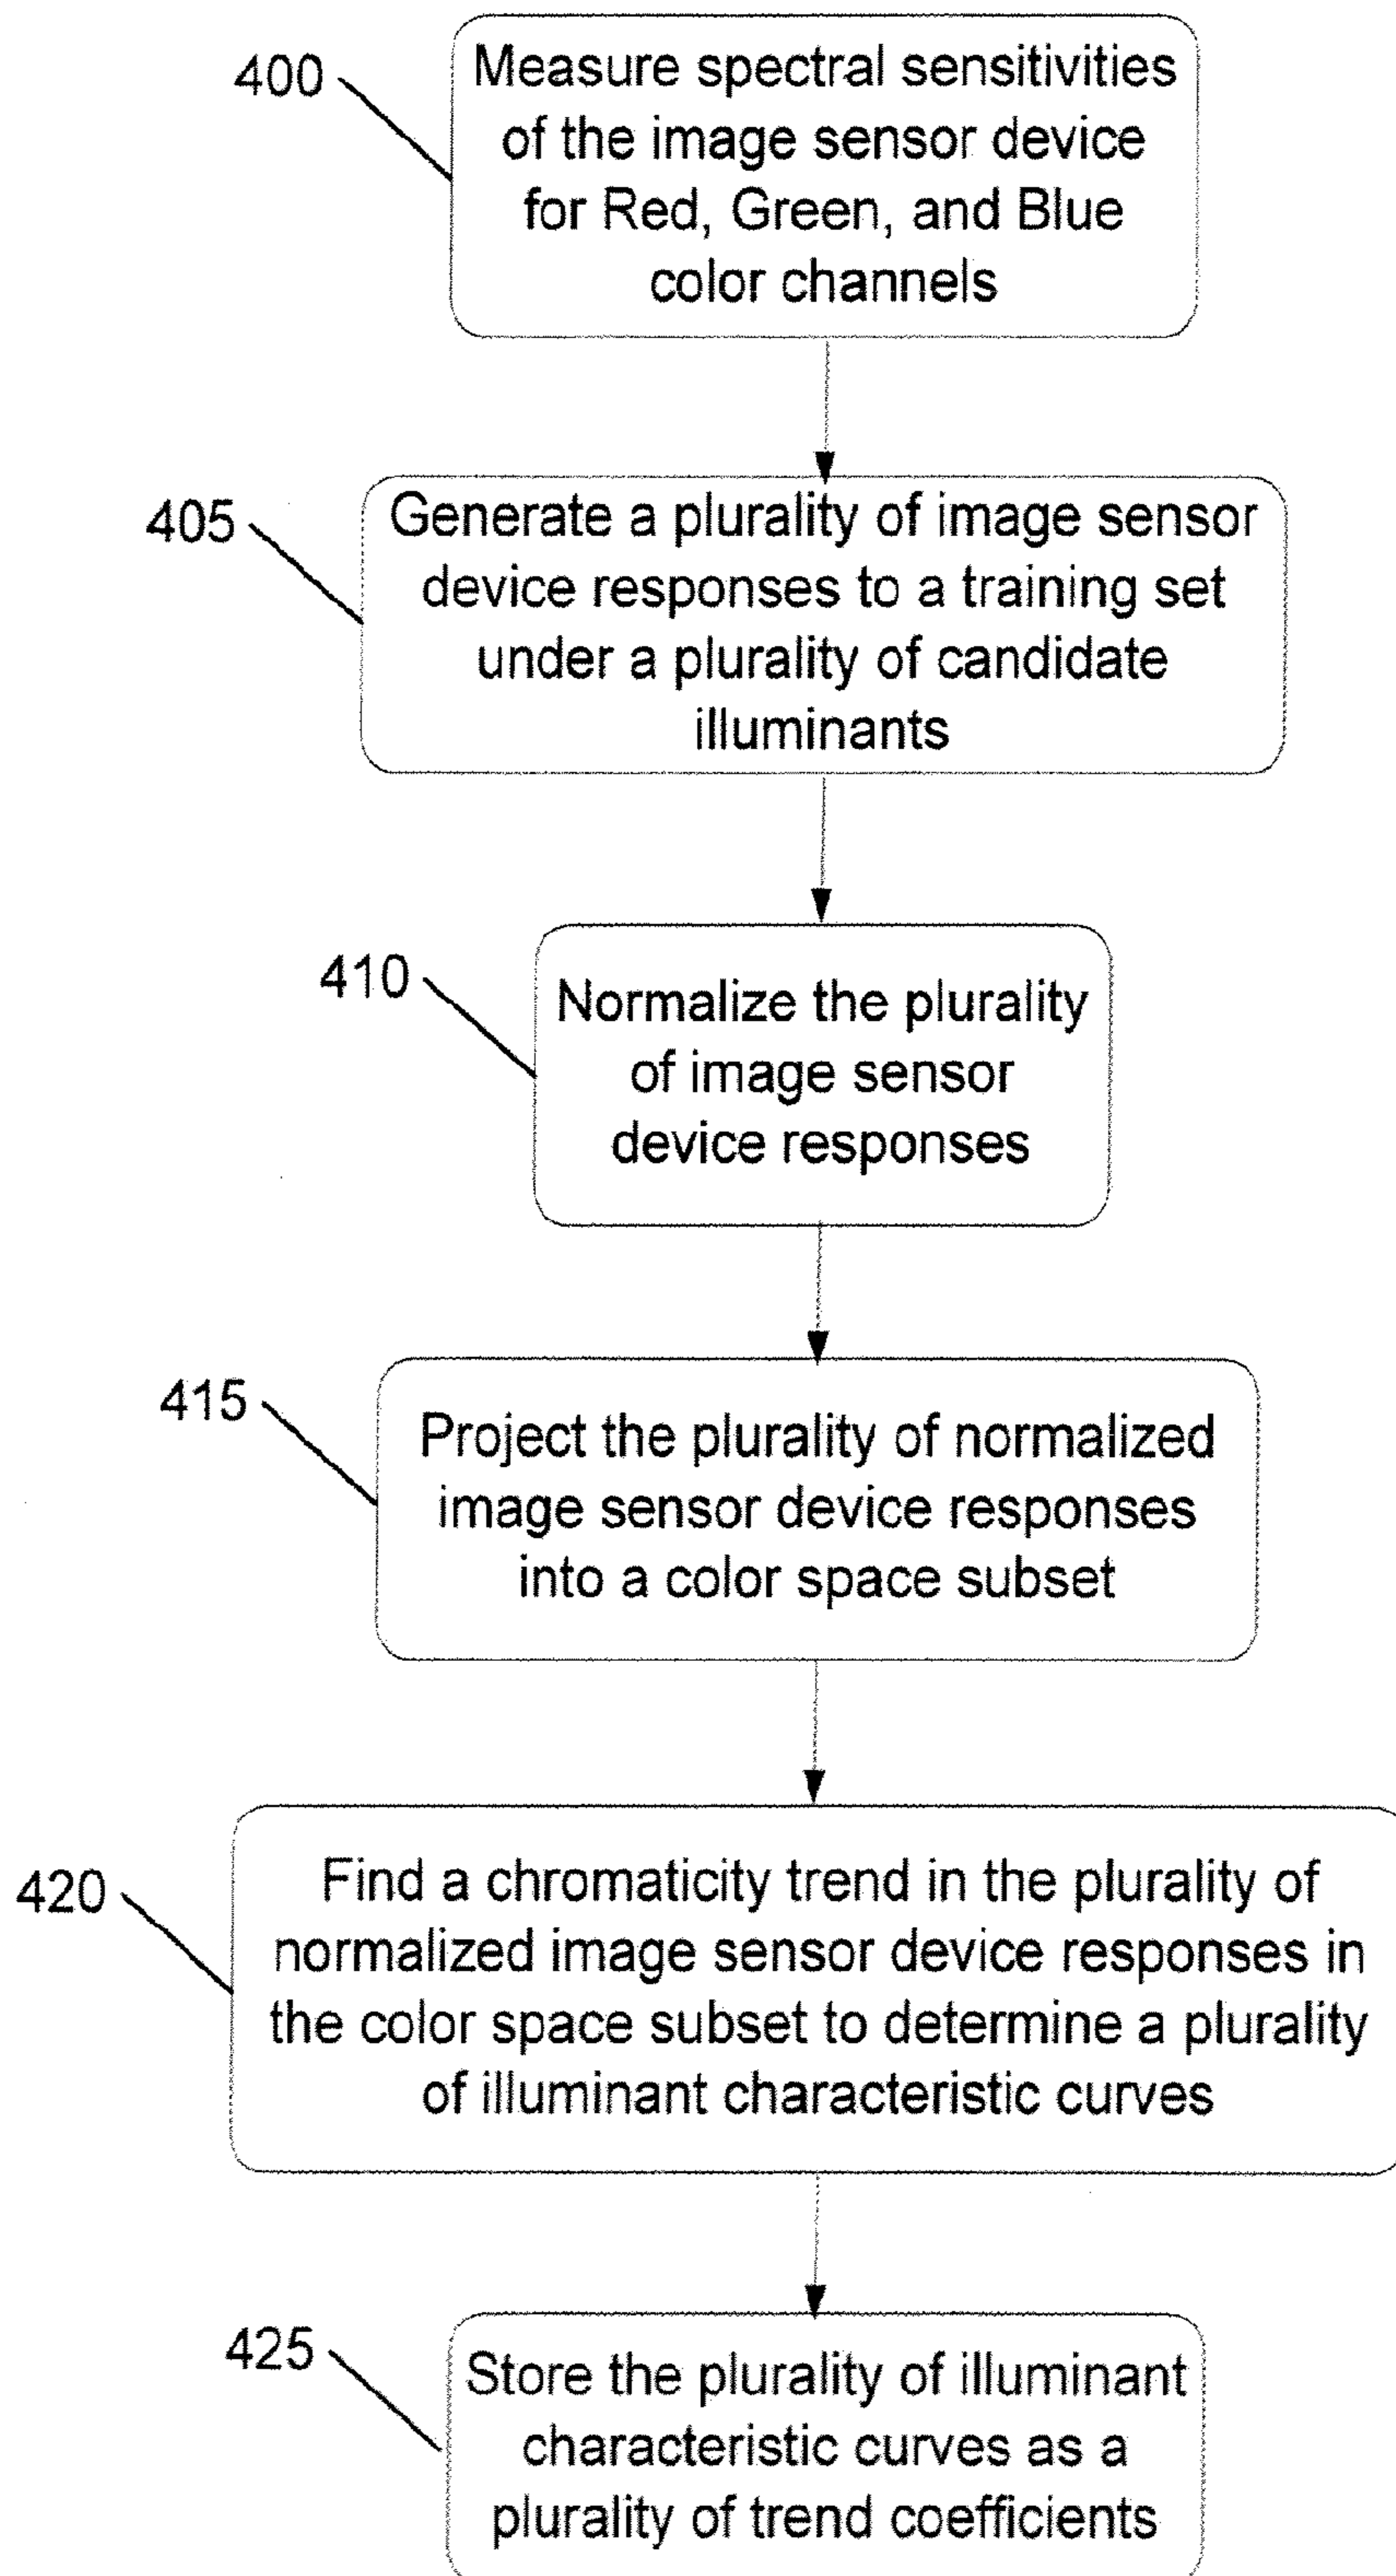 400
Measure spectral sensitivities
of the image sensor device
for Red, Green, and Blue
color channels
405
Generate a plurality of image sensor
device responses to a training set
under a plurality of candidate
illuminants
410
Normalize the plurality
of image sensor
device responses
415
Project the plurality of normalized
image sensor device responses
into a color space subset
420
Find a chromaticity trend in the plurality of
normalized image sensor device responses in
the color space subset to determine a plurality
of illuminant characteristic curves
425
Store the plurality of illuminant
characteristic curves as a
plurality of trend coefficients